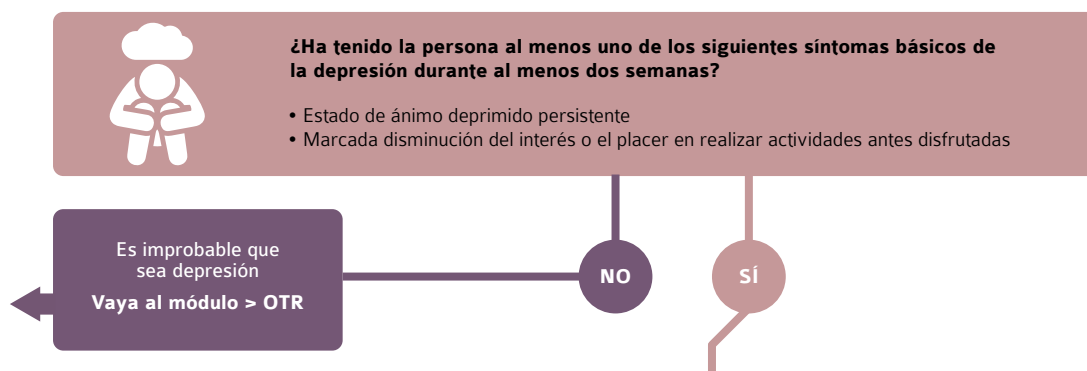 ¿Ha tenido la persona al menos uno de los siguientes síntomas básicos de
la depresión durante al menos dos semanas?
• Estado de ánimo deprimido persistente
• Marcada disminución del interés o el placer en realizar actividades antes disfrutadas
Es improbable que
sea depresión
Vaya al módulo > OTR
NO
SÍ